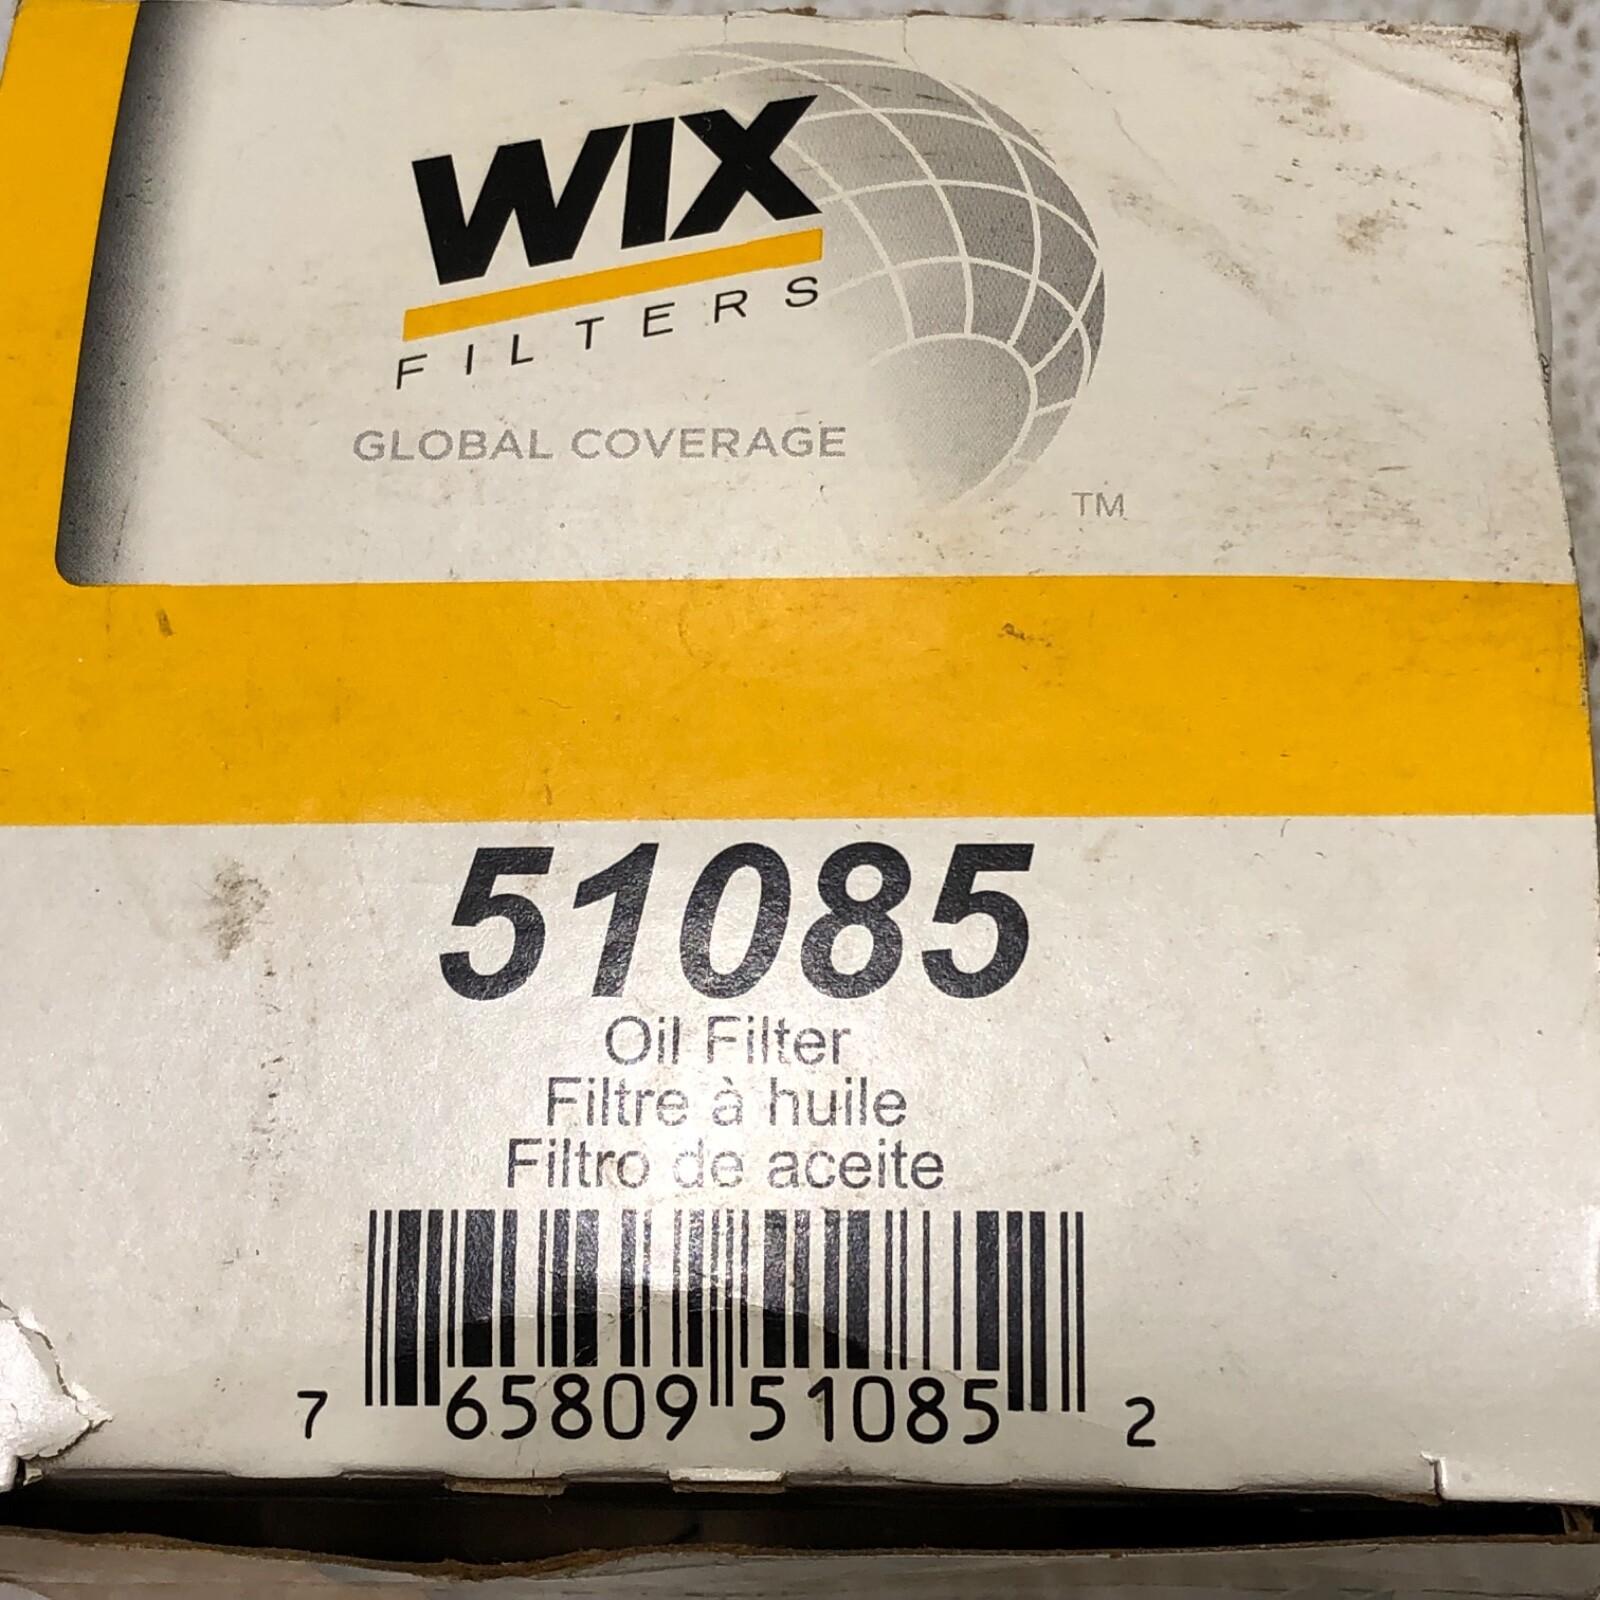 WIX
FILTERS
GLOBAL COVERAGE
TM
51085
Oil Filter
Filtre à huile
Filtro de aceite
7 65809 51085 2